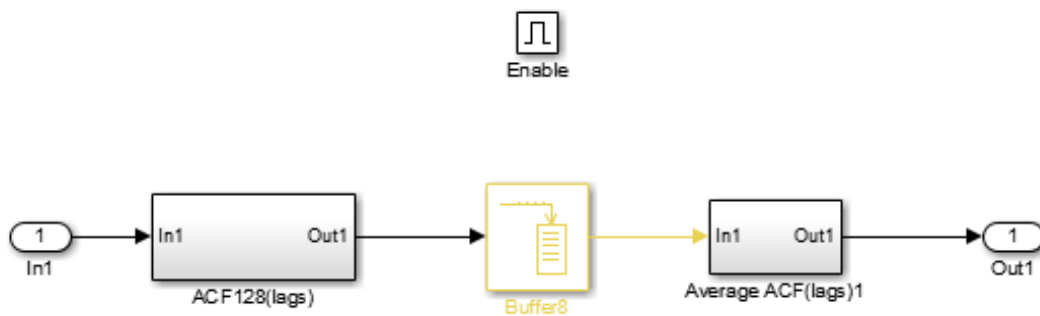 Enable
1
In1
In1 Out1
ACF128(lags)
Buffer8
In1 Out1
Average ACF(lags)1
1
Out1